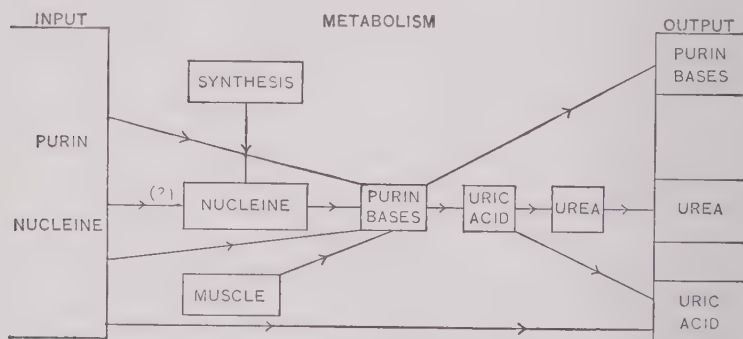 INPUT
METABOLISM
OUTPUT
PURIN
BASES
SYNTHESIS
PURIN
(?)
NUCLEINE
PURIN
BASES
URIC
ACID
UREA
UREA
NUCLEINE
MUSCLE
URIC
ACID